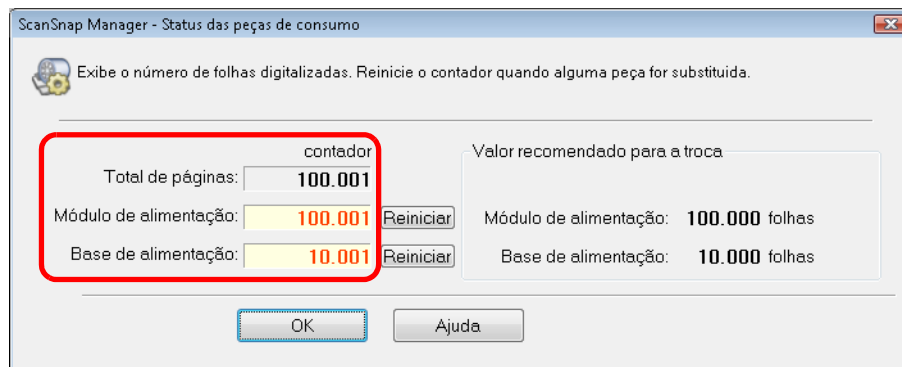 ScanSnap Manager - Status das peças de consumo
Exibe o número de folhas digitalizadas. Reinicie o contador quando alguma peça for substituida.
contador
Total de páginas: 100.001
Módulo de alimentação: 100.001 Reiniciar
Base de alimentação: 10.001 Reiniciar
Valor recomendado para a troca
Módulo de alimentação: 100.000 folhas
Base de alimentação: 10.000 folhas
OK Ajuda